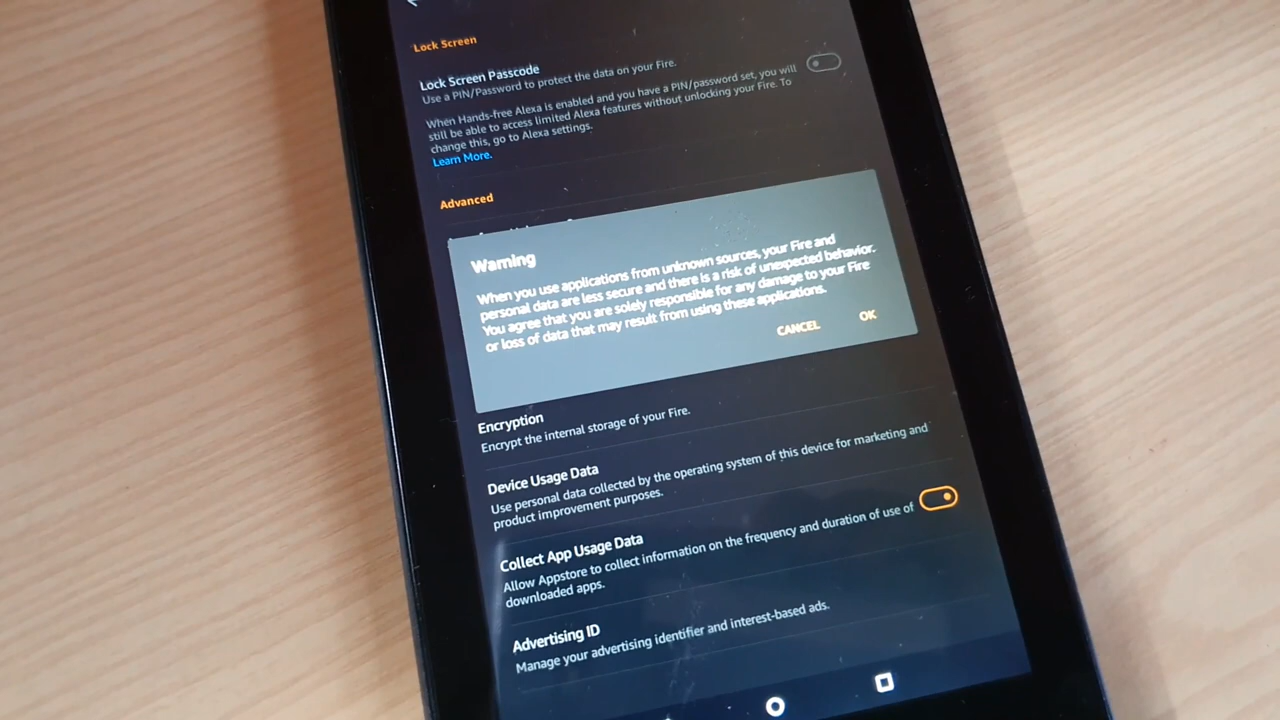 Lock Screen
Lock Screen Passcode
Use a PIN/Password to protect the data on your Fire.
When Hands-free Alexa is enabled and you have a PIN/password set, you will
still be able to access limited Alexa features without unlocking your Fire. To
change this, go to Alexa settings.
Learn More.
Advanced
Warning
When you use applications from unknown sources, your Fire and
personal data are less secure and there is a risk of unexpected behavior.
You agree that you are solely responsible for any damage to your Fire
or loss of data that may result from using these applications.
CANCEL OK
Encryption
Encrypt the internal storage of your Fire.
Device Usage Data
Use personal data collected by the operating system of this device for marketing and
product improvement purposes.
Collect App Usage Data
Allow Appstore to collect information on the frequency and duration of use of
downloaded apps.
Advertising ID
Manage your advertising identifier and interest-based ads.